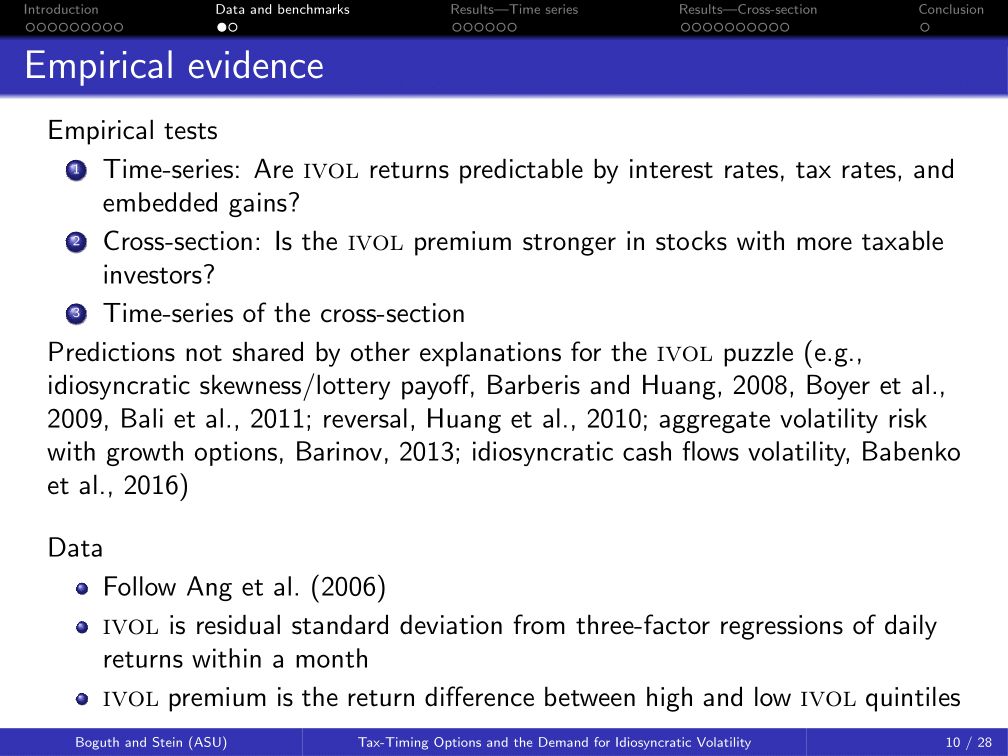 Introduction
Data and benchmarks
Results—Time series
Results—Cross-section
Conclusion
Empirical evidence
Empirical tests
1 Time-series: Are IVOL returns predictable by interest rates, tax rates, and
embedded gains?
2 Cross-section: Is the IVOL premium stronger in stocks with more taxable
investors?
3 Time-series of the cross-section
Predictions not shared by other explanations for the IVOL puzzle (e.g.,
idiosyncratic skewness/lottery payoff, Barberis and Huang, 2008, Boyer et al.,
2009, Bali et al., 2011; reversal, Huang et al., 2010; aggregate volatility risk
with growth options, Barinov, 2013; idiosyncratic cash flows volatility, Babenko
et al., 2016)
Data
Follow Ang et al. (2006)
IVOL is residual standard deviation from three-factor regressions of daily
returns within a month
IVOL premium is the return difference between high and low IVOL quintiles
Boguth and Stein (ASU)
Tax-Timing Options and the Demand for Idiosyncratic Volatility
10 / 28